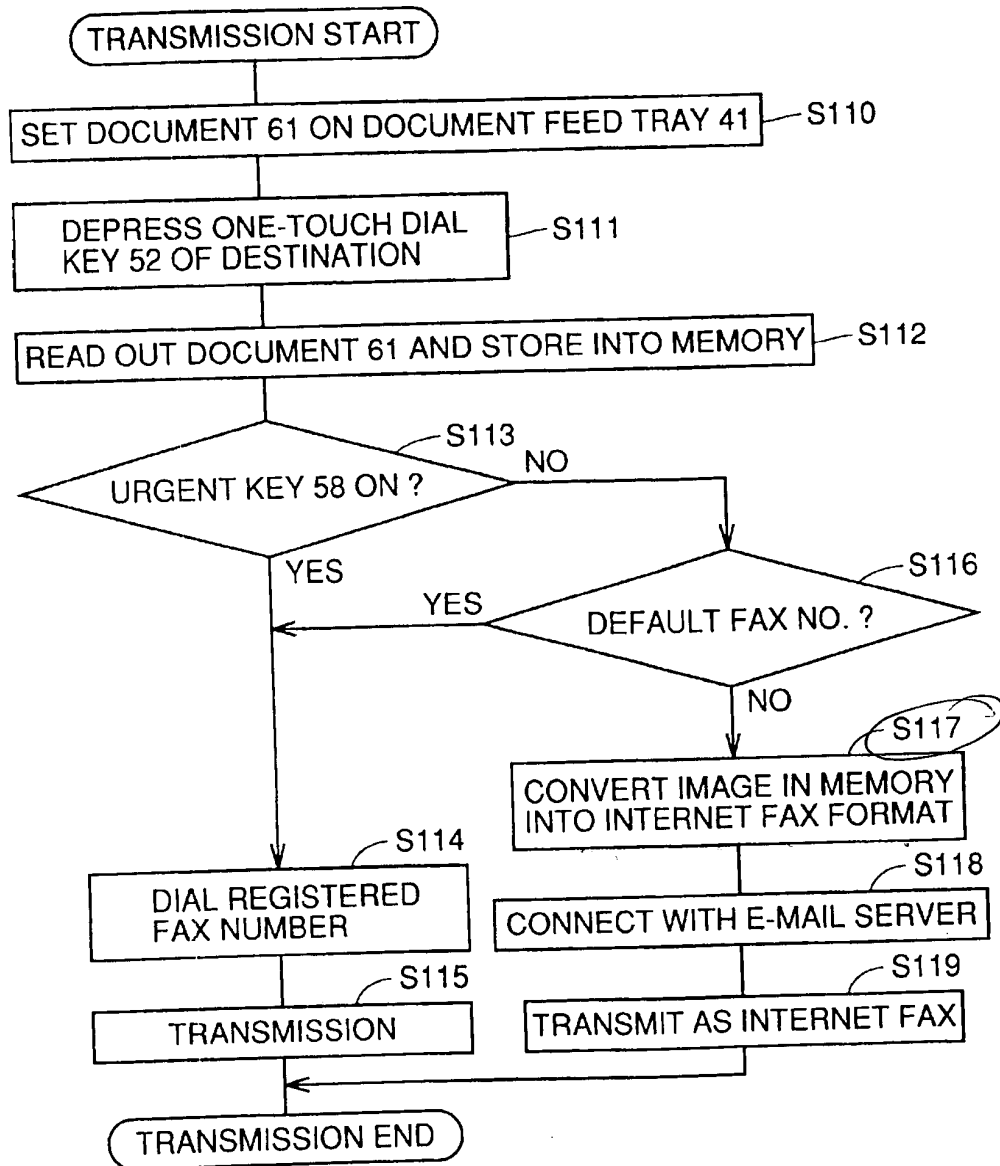 TRANSMISSION START
SET DOCUMENT 61 ON DOCUMENT FEED TRAY 41
S110
DEPRESS ONE-TOUCH DIAL
KEY 52 OF DESTINATION
S111
READ OUT DOCUMENT 61 AND STORE INTO MEMORY
S112
S113
URGENT KEY 58 ON ?
NO
YES
S116
DEFAULT FAX NO. ?
YES
NO
S117
CONVERT IMAGE IN MEMORY
INTO INTERNET FAX FORMAT
S114
DIAL REGISTERED
FAX NUMBER
S118
CONNECT WITH E-MAIL SERVER
S115
TRANSMISSION
S119
TRANSMIT AS INTERNET FAX
TRANSMISSION END